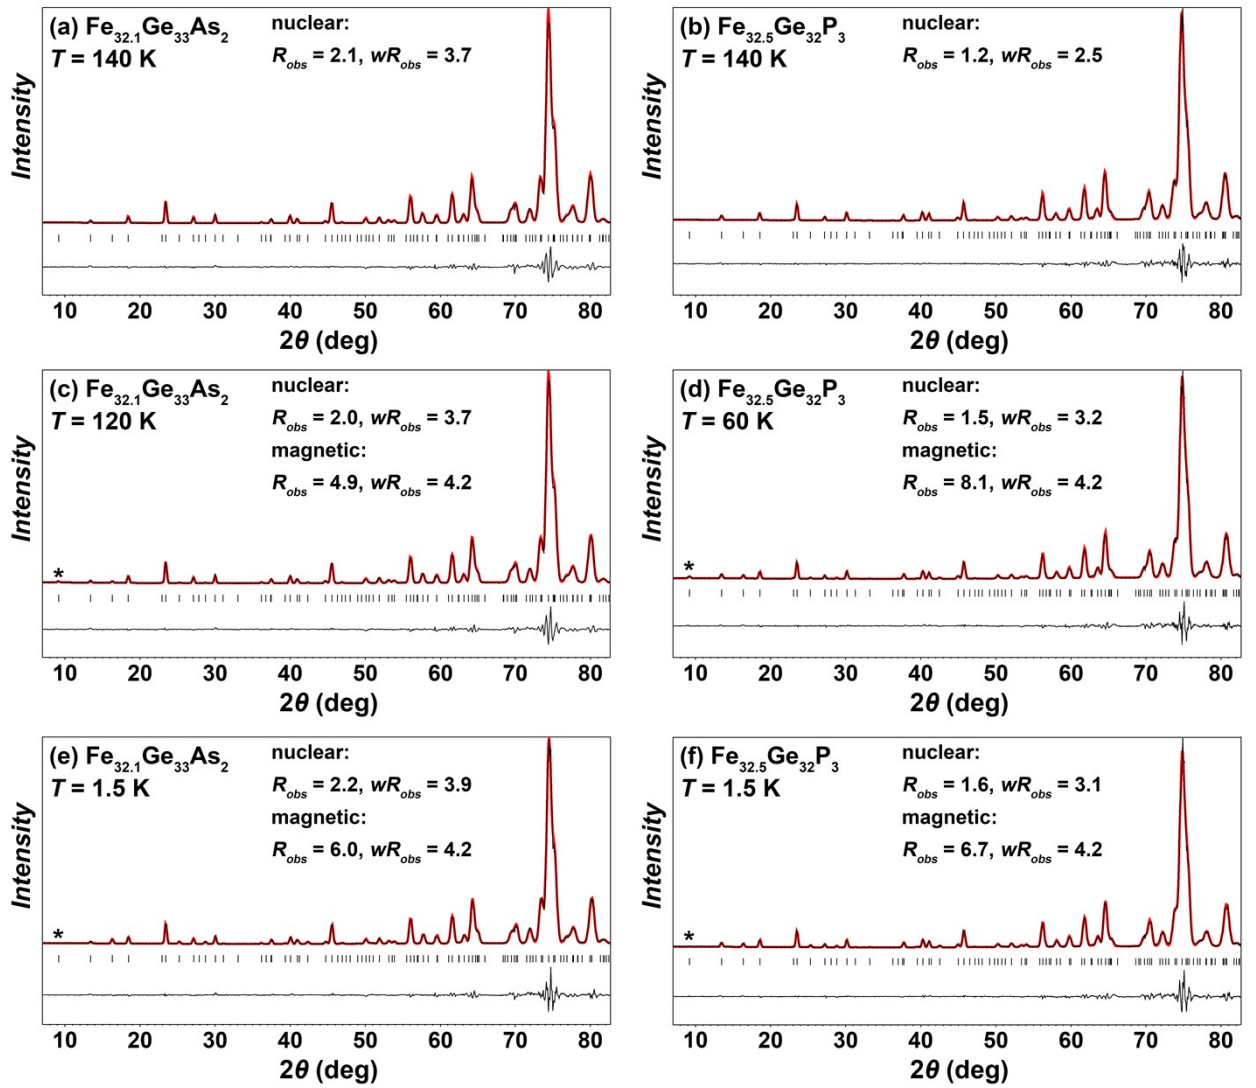 (a) Fe32.1Ge33As2
T = 140 K
nuclear:
Robs = 2.1, wRobs = 3.7
Intensity
10 20 30 40 50 60 70 80
2θ (deg)
(b) Fe32.5Ge32P3
T = 140 K
nuclear:
Robs = 1.2, wRobs = 2.5
Intensity
10 20 30 40 50 60 70 80
2θ (deg)
(c) Fe32.1Ge33As2
T = 120 K
nuclear:
Robs = 2.0, wRobs = 3.7
magnetic:
Robs = 4.9, wRobs = 4.2
Intensity
*
10 20 30 40 50 60 70 80
2θ (deg)
(d) Fe32.5Ge32P3
T = 60 K
nuclear:
Robs = 1.5, wRobs = 3.2
magnetic:
Robs = 8.1, wRobs = 4.2
Intensity
*
10 20 30 40 50 60 70 80
2θ (deg)
(e) Fe32.1Ge33As2
T = 1.5 K
nuclear:
Robs = 2.2, wRobs = 3.9
magnetic:
Robs = 6.0, wRobs = 4.2
Intensity
*
10 20 30 40 50 60 70 80
2θ (deg)
(f) Fe32.5Ge32P3
T = 1.5 K
nuclear:
Robs = 1.6, wRobs = 3.1
magnetic:
Robs = 6.7, wRobs = 4.2
Intensity
*
10 20 30 40 50 60 70 80
2θ (deg)